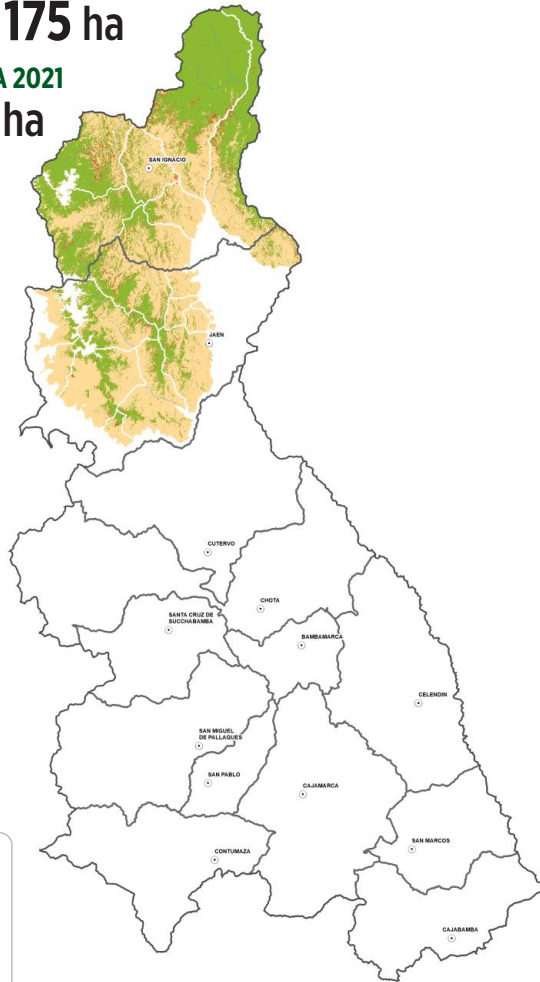 175 ha
A 2021
ha
SAN IGNACIO
JAEN
CUTERVO
CHOTA
SANTA CRUZ DE
SUCCHABAMBA
BAMBAMARCA
CELENDIN
SAN MIGUEL
DE PALLAQUES
SAN PABLO
CAJAMARCA
SAN MARCOS
CONTUMAZA
CAJABAMBA